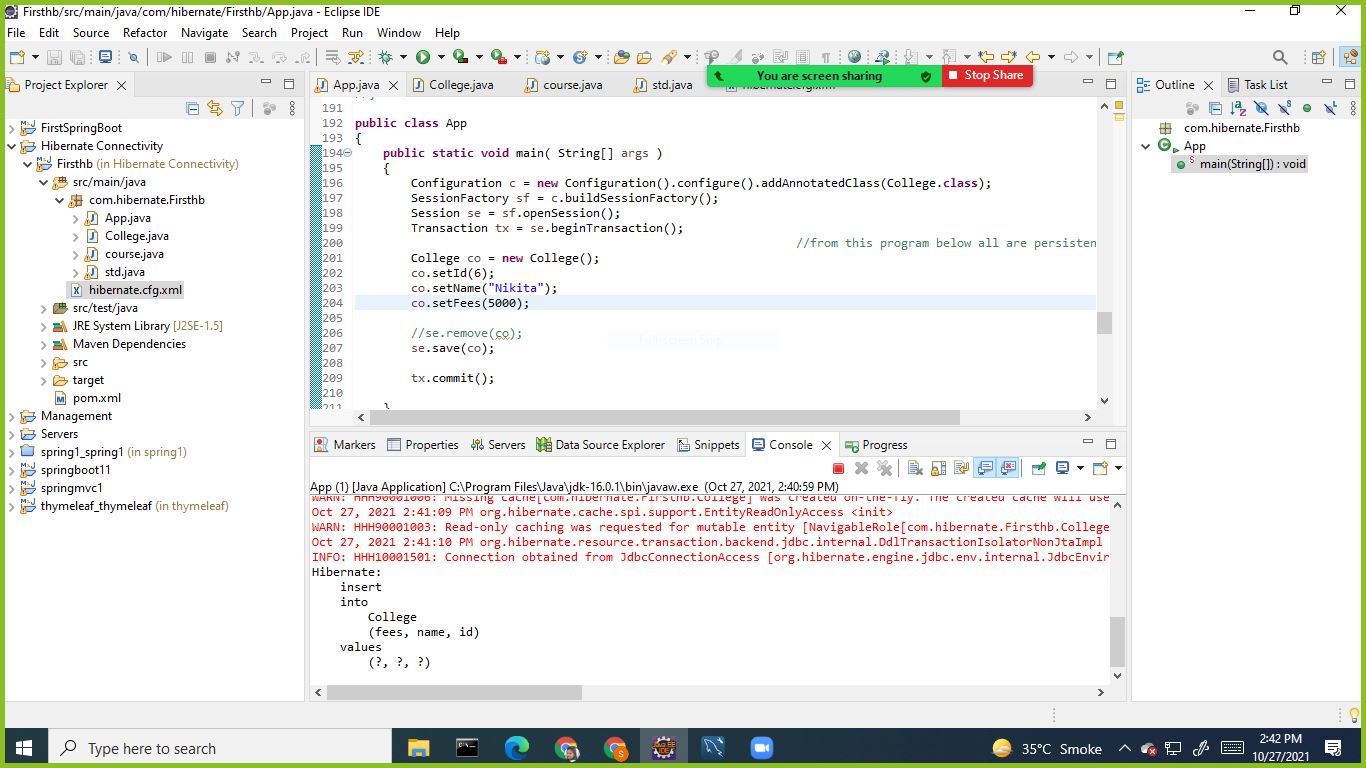 Firsthb/src/main/java/com/hibernate/Firsthb/App.java - Eclipse IDE
File Edit Source Refactor Navigate Search Project Run Window Help
You are screen sharing Stop Share
Project Explorer
FirstSpringBoot
Hibernate Connectivity
Firsthb (in Hibernate Connectivity)
src/main/java
com.hibernate.Firsthb
App.java
College.java
course.java
std.java
hibernate.cfg.xml
src/test/java
JRE System Library [J2SE-1.5]
Maven Dependencies
src
target
pom.xml
Management
Servers
spring1_spring1 (in spring1)
springboot11
springmvc1
thymeleaf_thymeleaf (in thymeleaf)
App.java College.java course.java std.java hibernate.cfg.xml
191
192 public class App
193 {
194 public static void main( String[] args )
195 {
196 Configuration c = new Configuration().configure().addAnnotatedClass(College.class);
197 SessionFactory sf = c.buildSessionFactory();
198 Session se = sf.openSession();
199 Transaction tx = se.beginTransaction();
200 //from this program below all are persisten
201 College co = new College();
202 co.setId(6);
203 co.setName("Nikita");
204 co.setFees(5000);
205
206 //se.remove(co);
207 se.save(co);
208
209 tx.commit();
210
211 }
Full-screen Snip
Outline Task List
com.hibernate.Firsthb
App
main(String[]) : void
Markers Properties Servers Data Source Explorer Snippets Console Progress
App (1) [Java Application] C:\Program Files\Java\jdk-16.0.1\bin\javaw.exe (Oct 27, 2021, 2:40:59 PM)
WARN: HHH90001006: Missing cache[com.hibernate.Firsthb.College] was created on-the-fly. The created cache will use
Oct 27, 2021 2:41:09 PM org.hibernate.cache.spi.support.EntityReadOnlyAccess <init>
WARN: HHH90001003: Read-only caching was requested for mutable entity [NavigableRole[com.hibernate.Firsthb.College
Oct 27, 2021 2:41:10 PM org.hibernate.resource.transaction.backend.jdbc.internal.DdlTransactionIsolatorNonJtaImpl
INFO: HHH10001501: Connection obtained from JdbcConnectionAccess [org.hibernate.engine.jdbc.env.internal.JdbcEnvir
Hibernate:
insert
into
College
(fees, name, id)
values
(?, ?, ?)
Type here to search
35°C Smoke
2:42 PM
10/27/2021